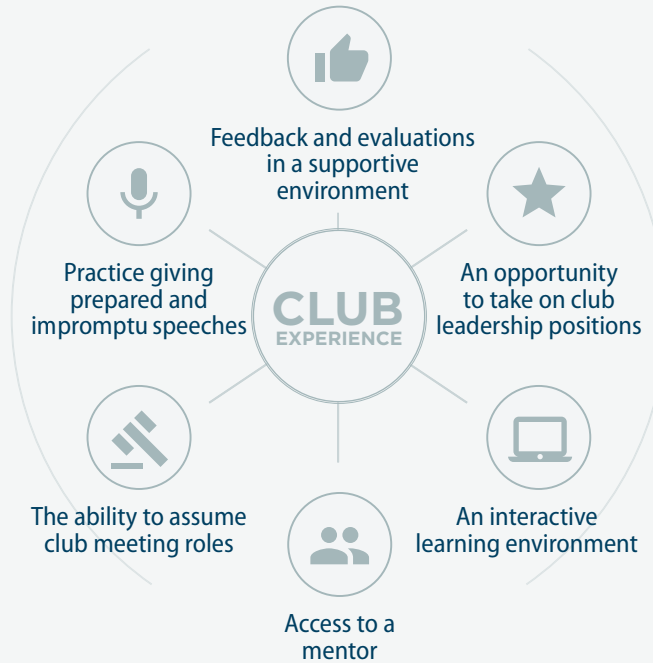 Feedback and evaluations
in a supportive
environment
Practice giving
prepared and
impromptu speeches
CLUB
EXPERIENCE
An opportunity
to take on club
leadership positions
The ability to assume
club meeting roles
An interactive
learning environment
Access to a
mentor